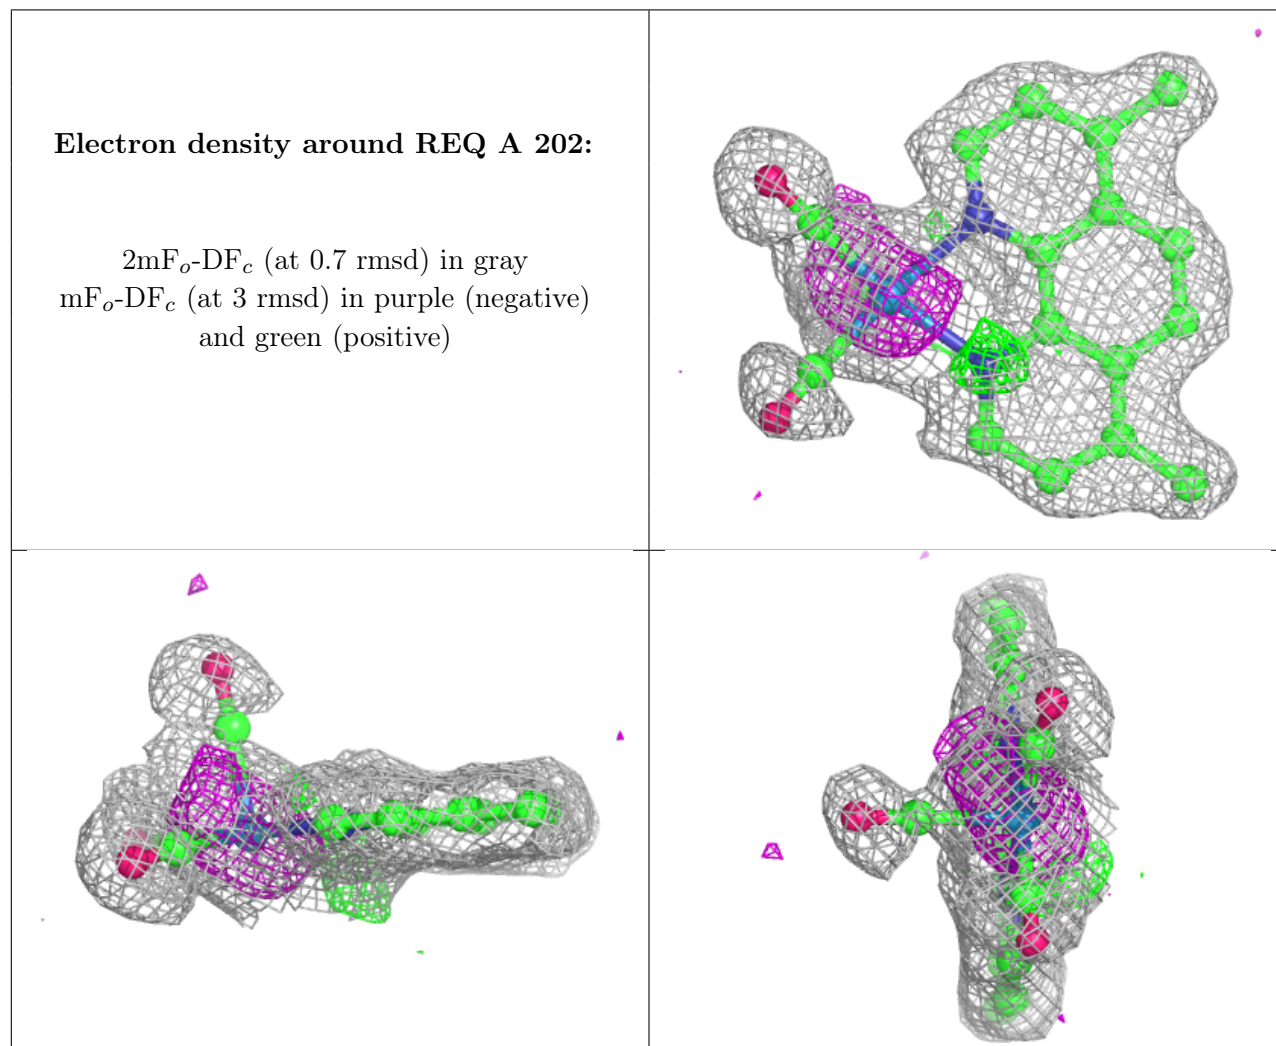 Electron density around REQ A 202:
2mFo-DFc (at 0.7 rmsd) in gray
mFo-DFc (at 3 rmsd) in purple (negative)
and green (positive)